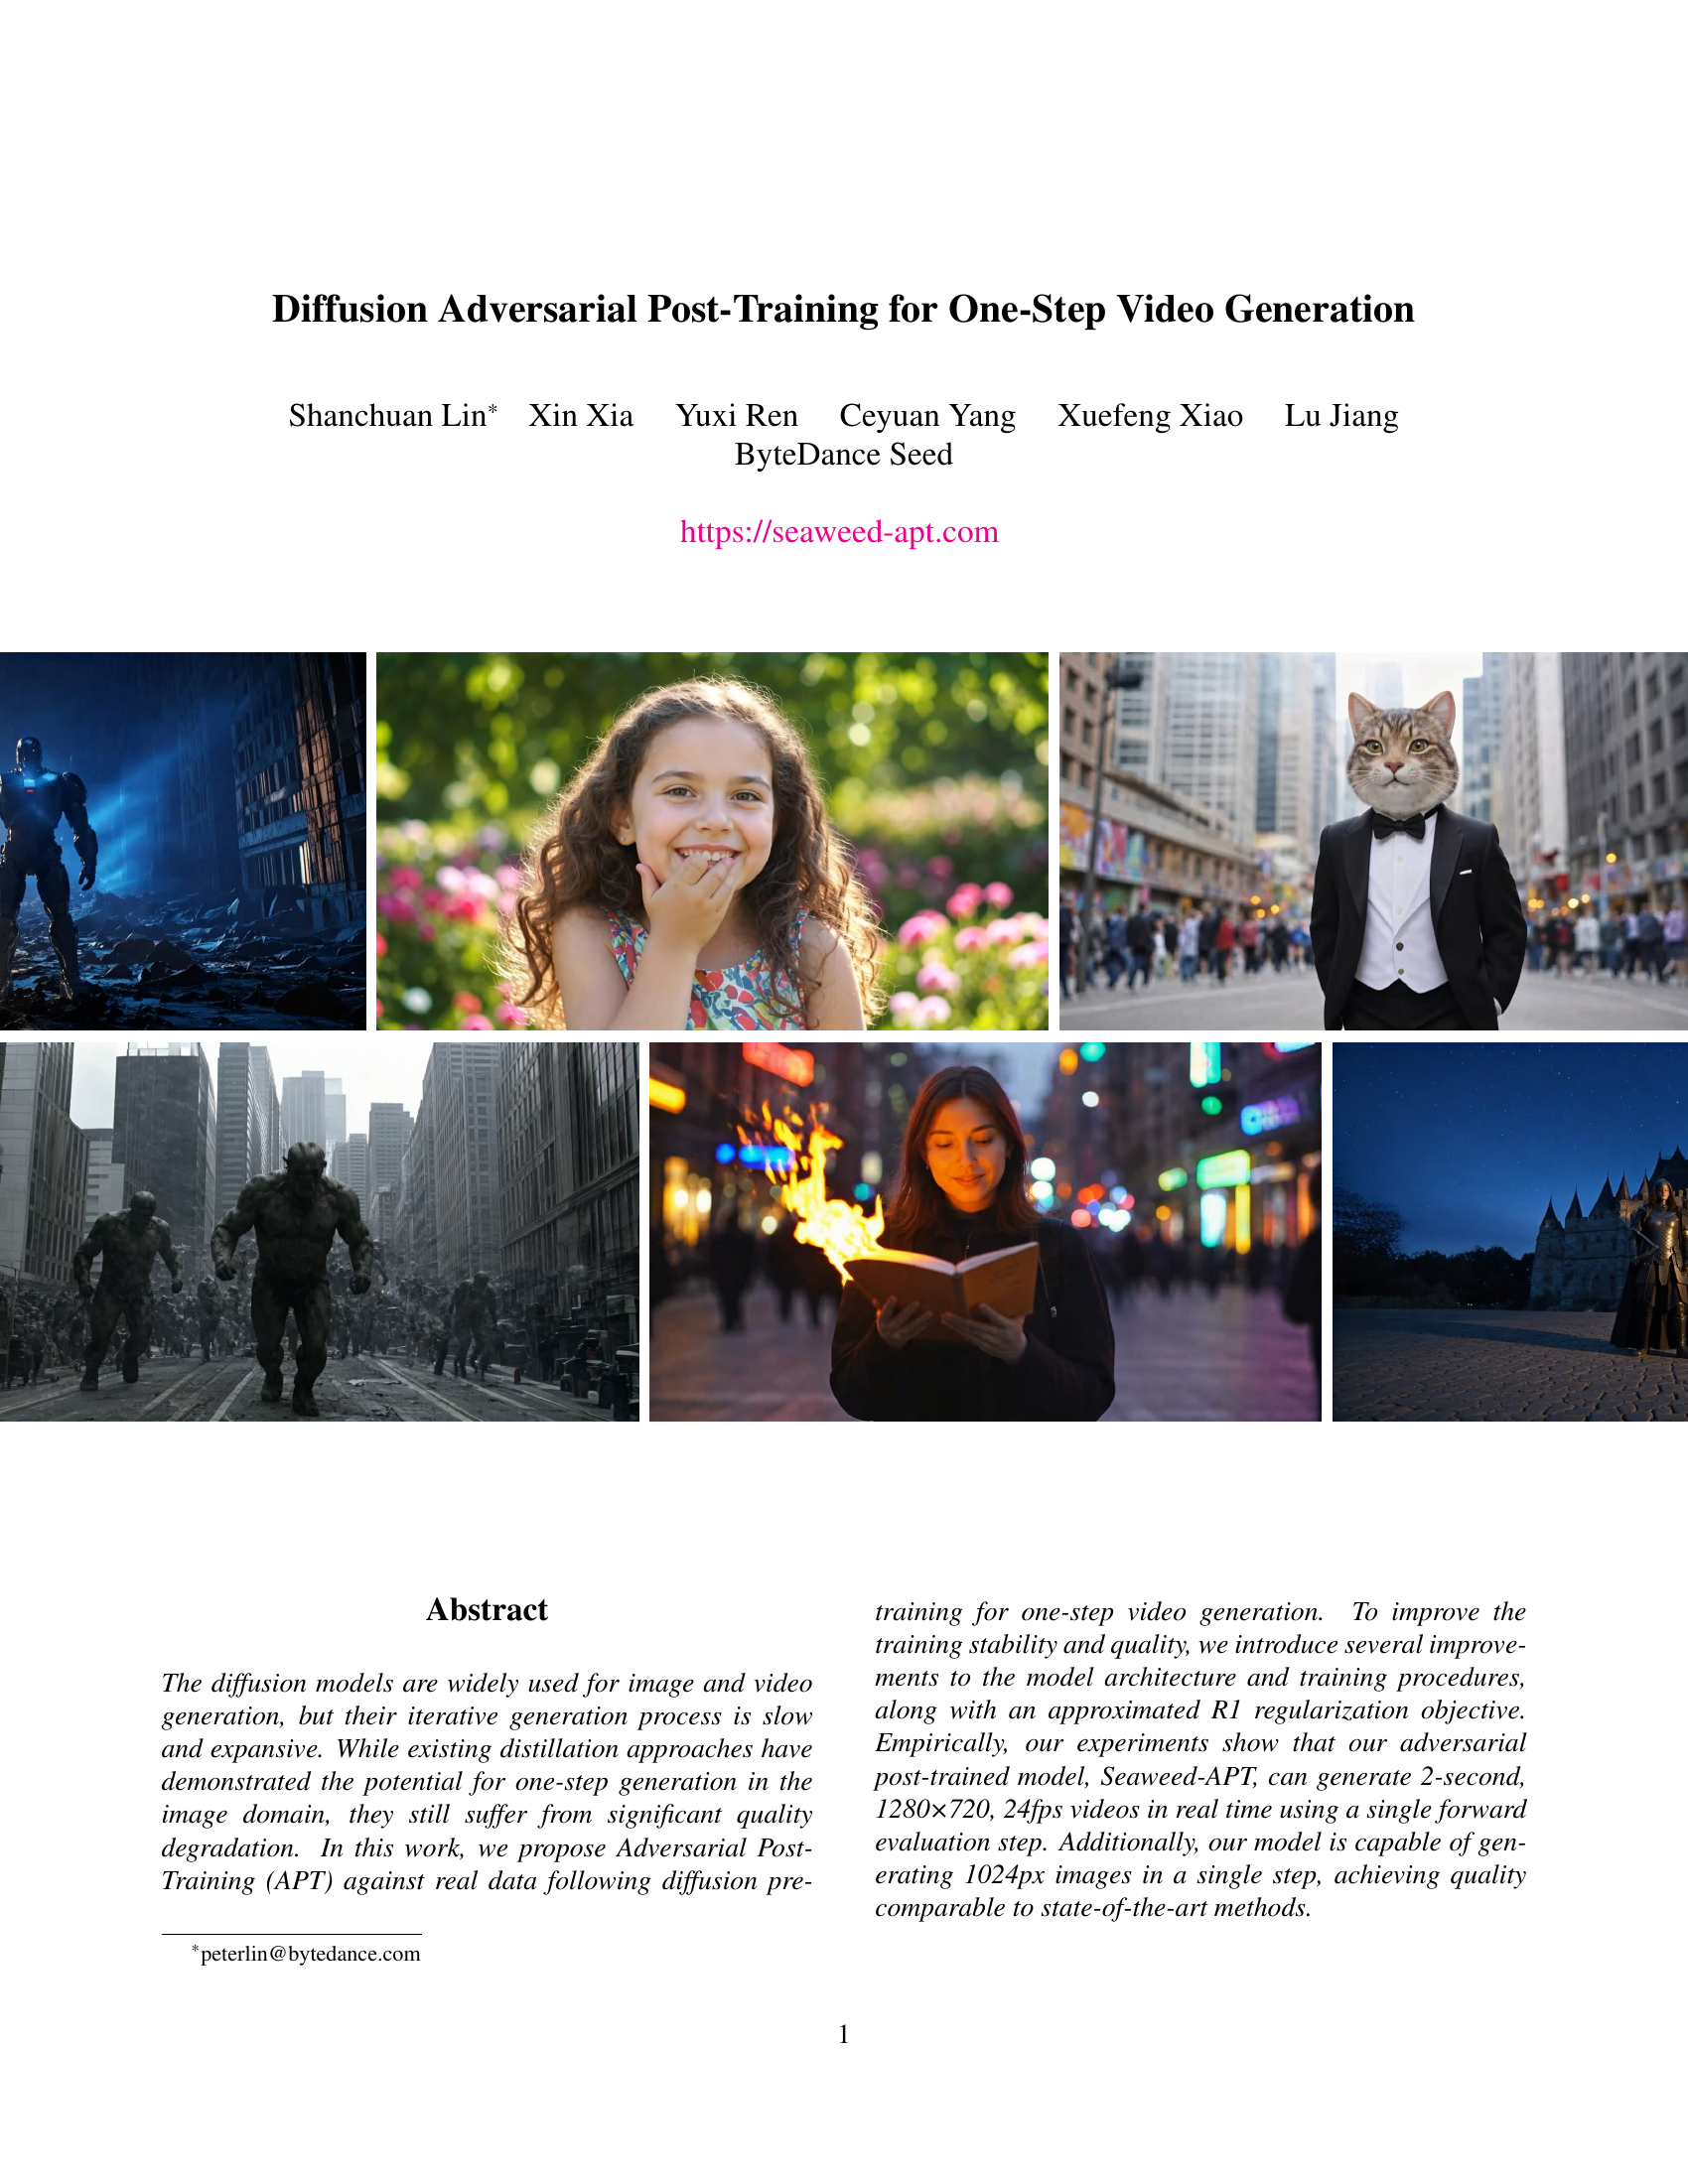 Diffusion Adversarial Post-Training for One-Step Video Generation
Shanchuan Lin* Xin Xia Yuxi Ren Ceyuan Yang Xuefeng Xiao Lu Jiang
ByteDance Seed
https://seaweed-apt.com
Abstract
The diffusion models are widely used for image and video
generation, but their iterative generation process is slow
and expansive. While existing distillation approaches have
demonstrated the potential for one-step generation in the
image domain, they still suffer from significant quality
degradation. In this work, we propose Adversarial Post-
Training (APT) against real data following diffusion pre-
*peterlin@bytedance.com
training for one-step video generation. To improve the
training stability and quality, we introduce several improve-
ments to the model architecture and training procedures,
along with an approximated R1 regularization objective.
Empirically, our experiments show that our adversarial
post-trained model, Seaweed-APT, can generate 2-second,
1280×720, 24fps videos in real time using a single forward
evaluation step. Additionally, our model is capable of gen-
erating 1024px images in a single step, achieving quality
comparable to state-of-the-art methods.
1